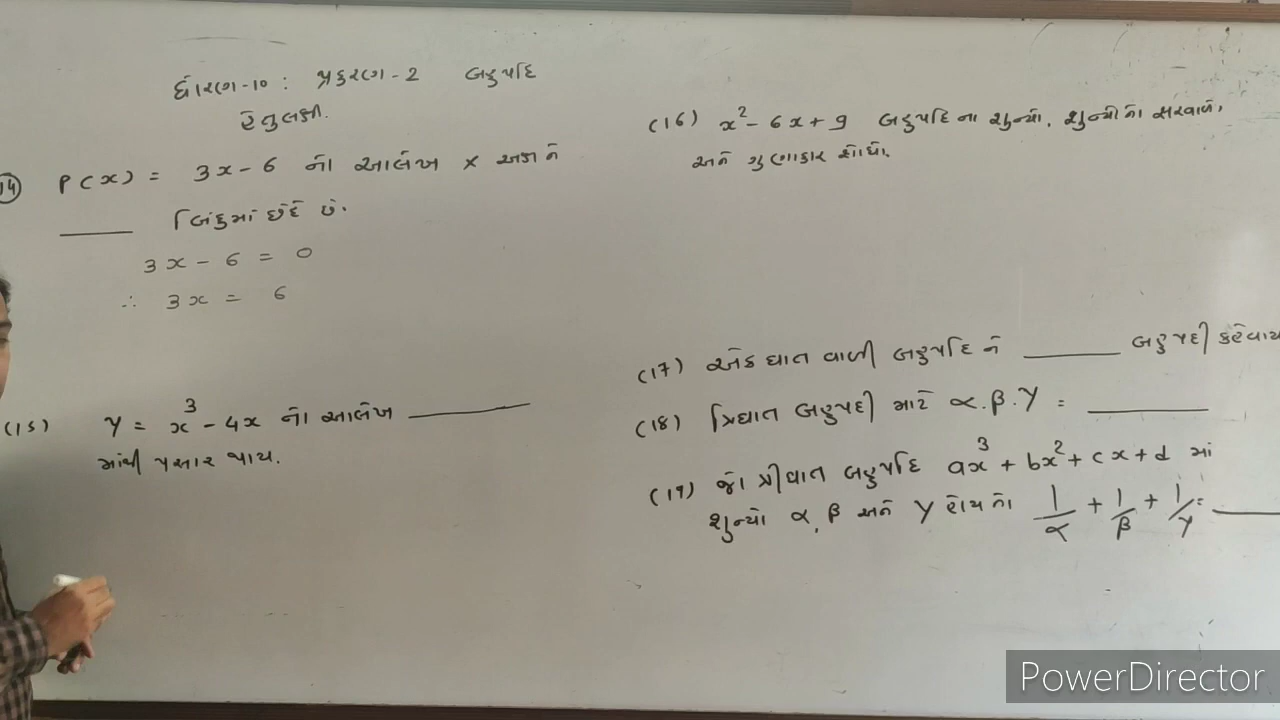 ધોરણ-૧૦ : પ્રકરણ-2 બહુપદિ
હેતુલક્ષી.
14 P(x) = 3x-6 નો આલેખ x અક્ષને
_____ બિંદુમાં છેદે છે.
3x - 6 = 0
∴ 3x = 6
(15) y = x³ - 4x નો આલેખ _____
માંથી પસાર થાય.
(16) x² - 6x + 9 બહુપદિ ના શુન્યો, શુન્યોનો સરવાળો,
અને ગુણાકાર શોધો.
(17) એક ઘાત વાળી બહુપદિ ને _____ બહુપદી કહેવાય
(18) ત્રિઘાત બહુપદી માટે α.β.γ = _____
(19) જો ત્રીઘાત બહુપદિ ax³ + bx² + cx + d નાં
શુન્યો α, β અને γ હોય તો 1/α + 1/β + 1/γ = _____
PowerDirector